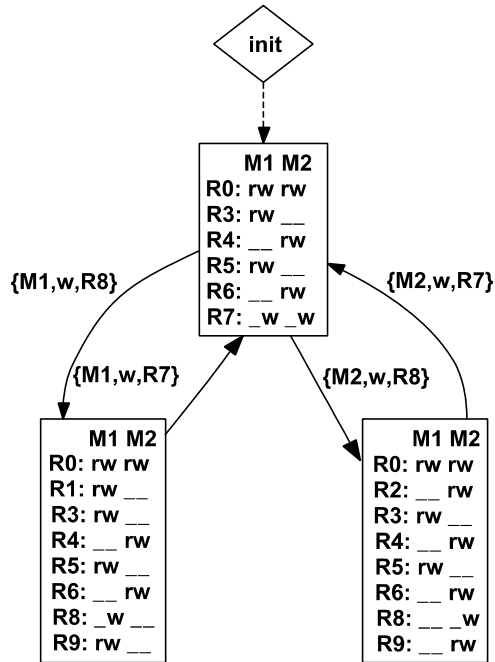 init
M1 M2
R0: rw rw
R3: rw __
R4: __ rw
R5: rw __
R6: __ rw
R7: _w _w
{M1,w,R8}
{M2,w,R7}
{M1,w,R7}
{M2,w,R8}
M1 M2
R0: rw rw
R1: rw __
R3: rw __
R4: __ rw
R5: rw __
R6: __ rw
R8: _w __
R9: rw __
M1 M2
R0: rw rw
R2: __ rw
R3: rw __
R4: __ rw
R5: rw __
R6: __ rw
R8: __ _w
R9: __ rw